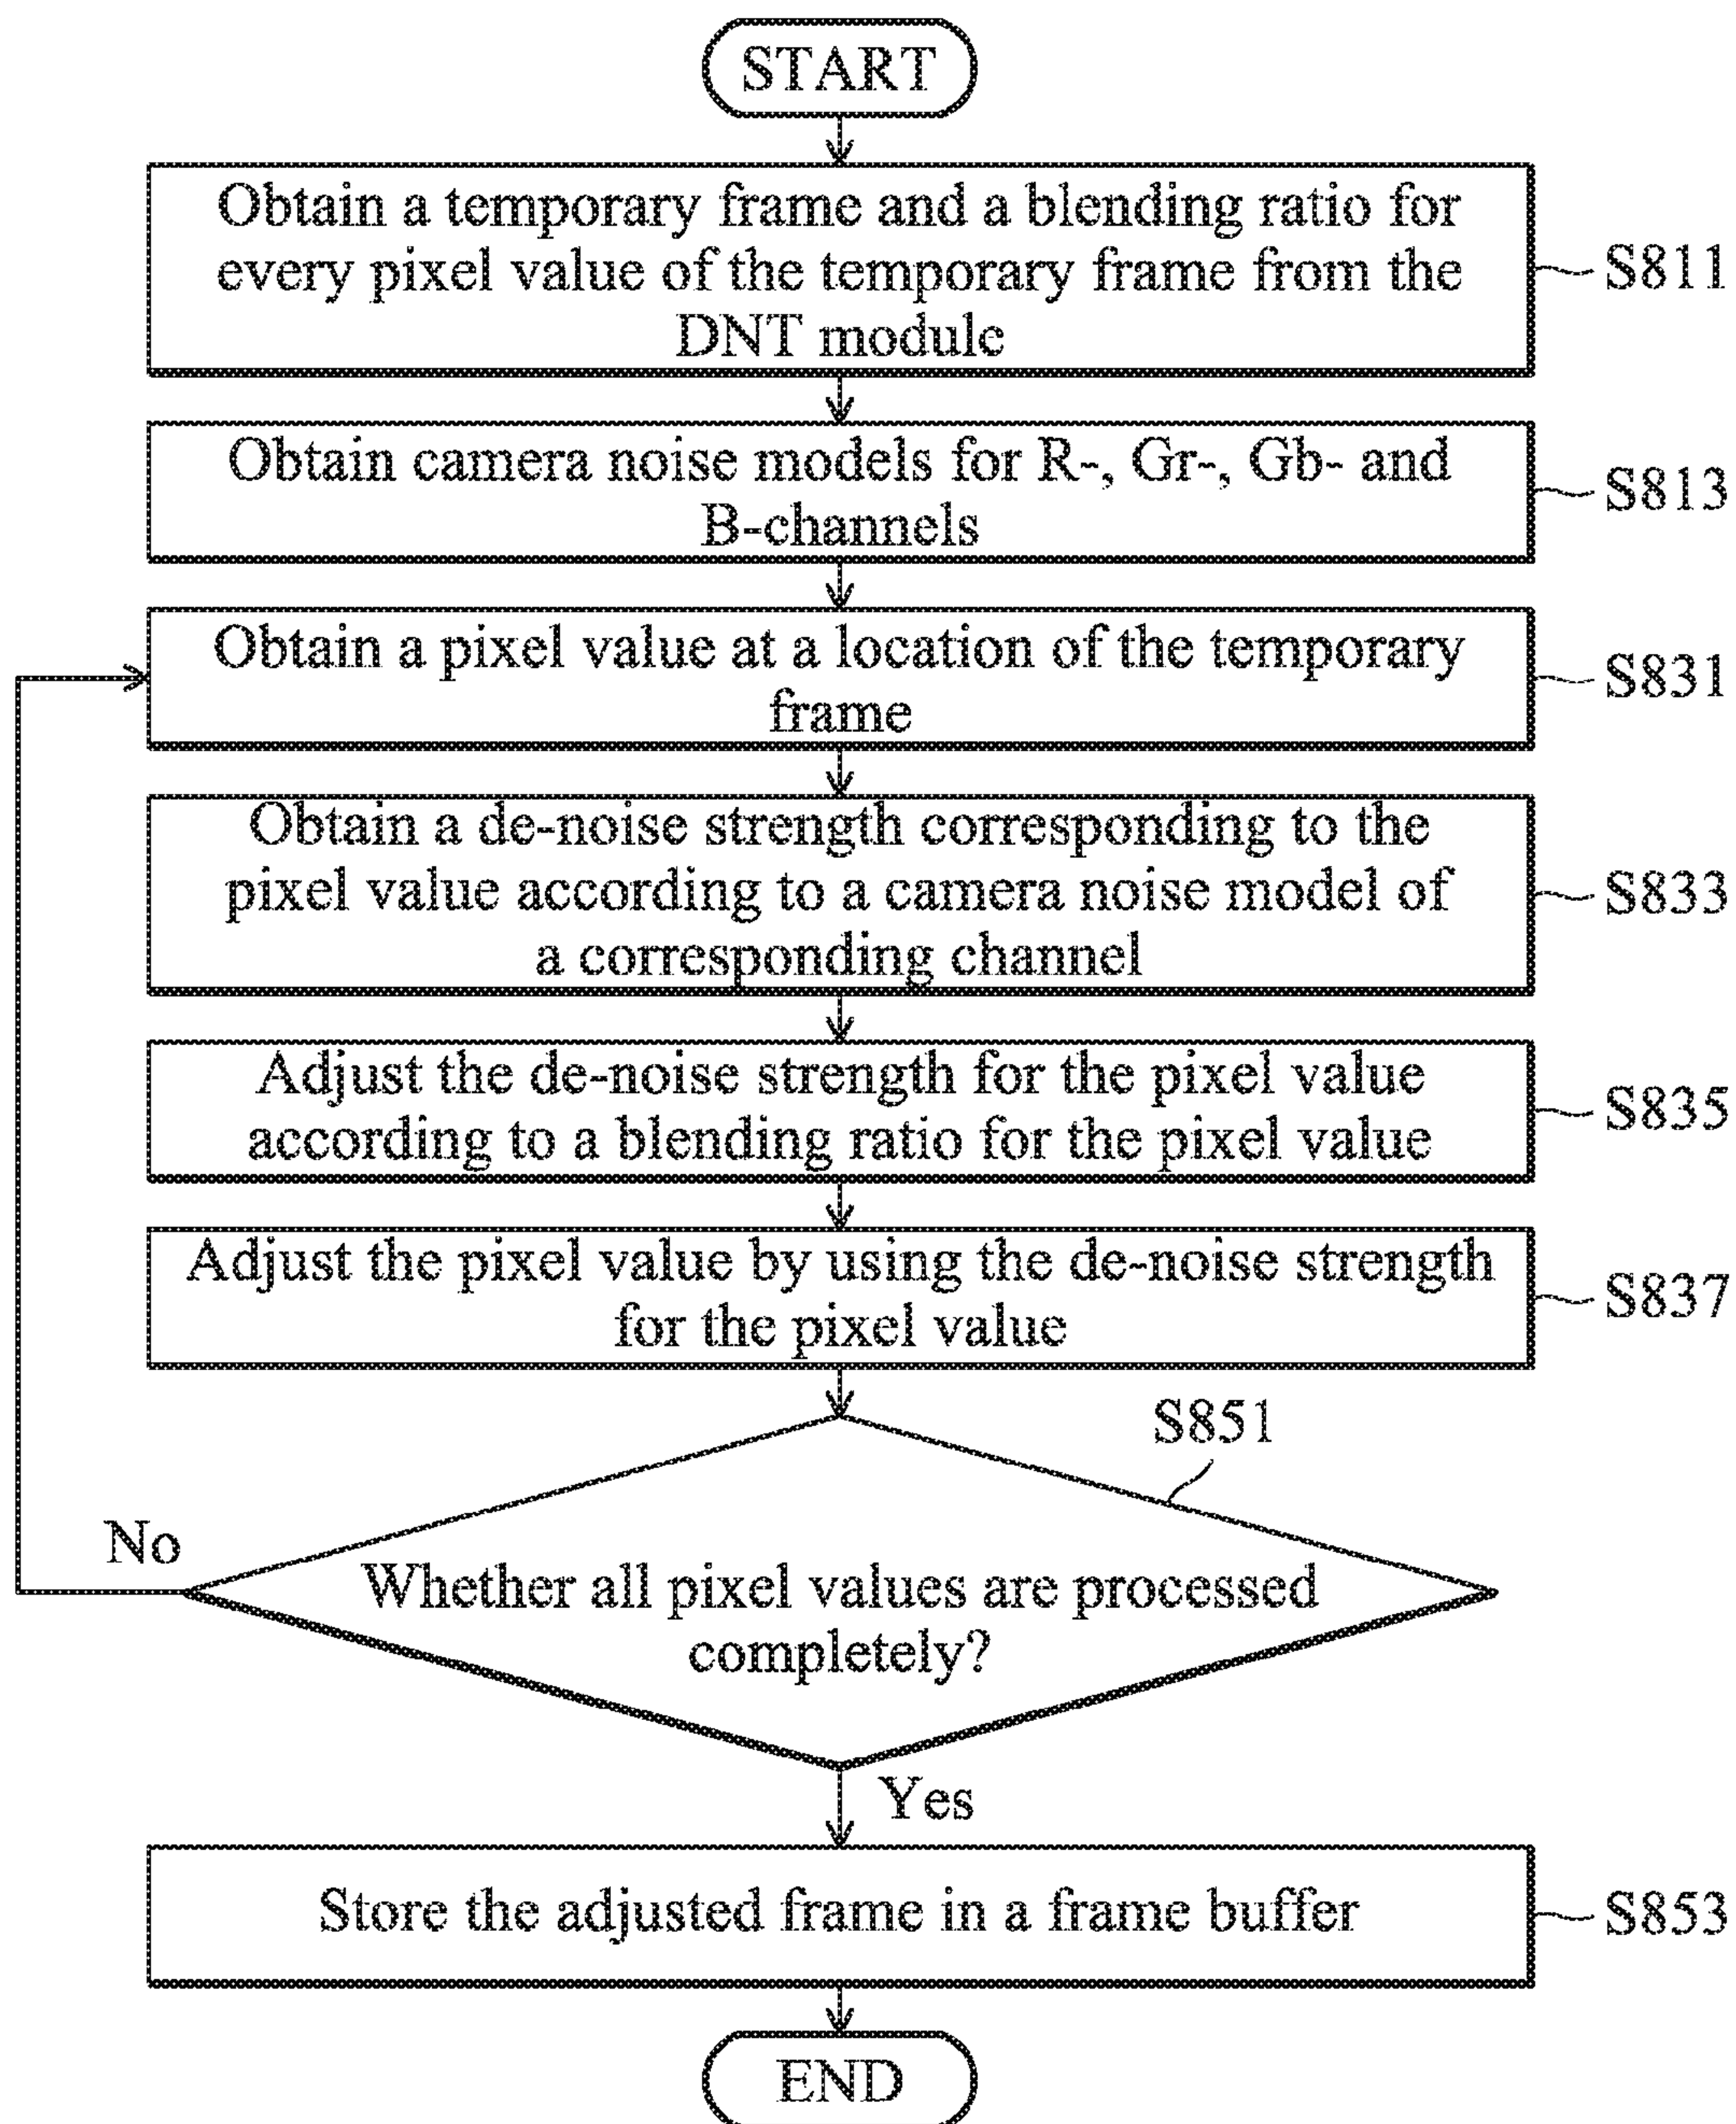 START
Obtain a temporary frame and a blending ratio for
every pixel value of the temporary frame from the
DNT module
S811
Obtain camera noise models for R-, Gr-, Gb- and
B-channels
S813
Obtain a pixel value at a location of the temporary
frame
S831
Obtain a de-noise strength corresponding to the
pixel value according to a camera noise model of
a corresponding channel
S833
Adjust the de-noise strength for the pixel value
according to a blending ratio for the pixel value
S835
Adjust the pixel value by using the de-noise strength
for the pixel value
S837
S851
No
Whether all pixel values are processed
completely?
Yes
Store the adjusted frame in a frame buffer
S853
END